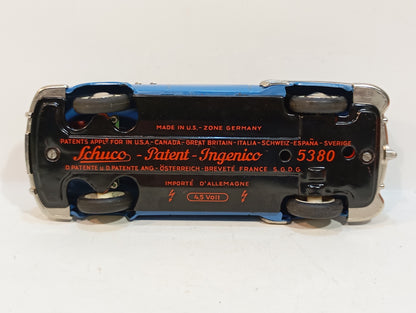 MADE IN U.S.- ZONE GERMANY
PATENTS APPLY FOR IN U.S.A.- CANADA- GREAT BRITAIN - ITALIA- SCHWEIZ- ESPAÑA- SVERIGE
Schuco - Patent - Ingenico 5380
D. PATENTE u. D. PATENTE ANG. - ÖSTERREICH - BREVETÉ FRANCE S.G.D.G.
IMPORTÉ D'ALLEMAGNE
4,5 Volt